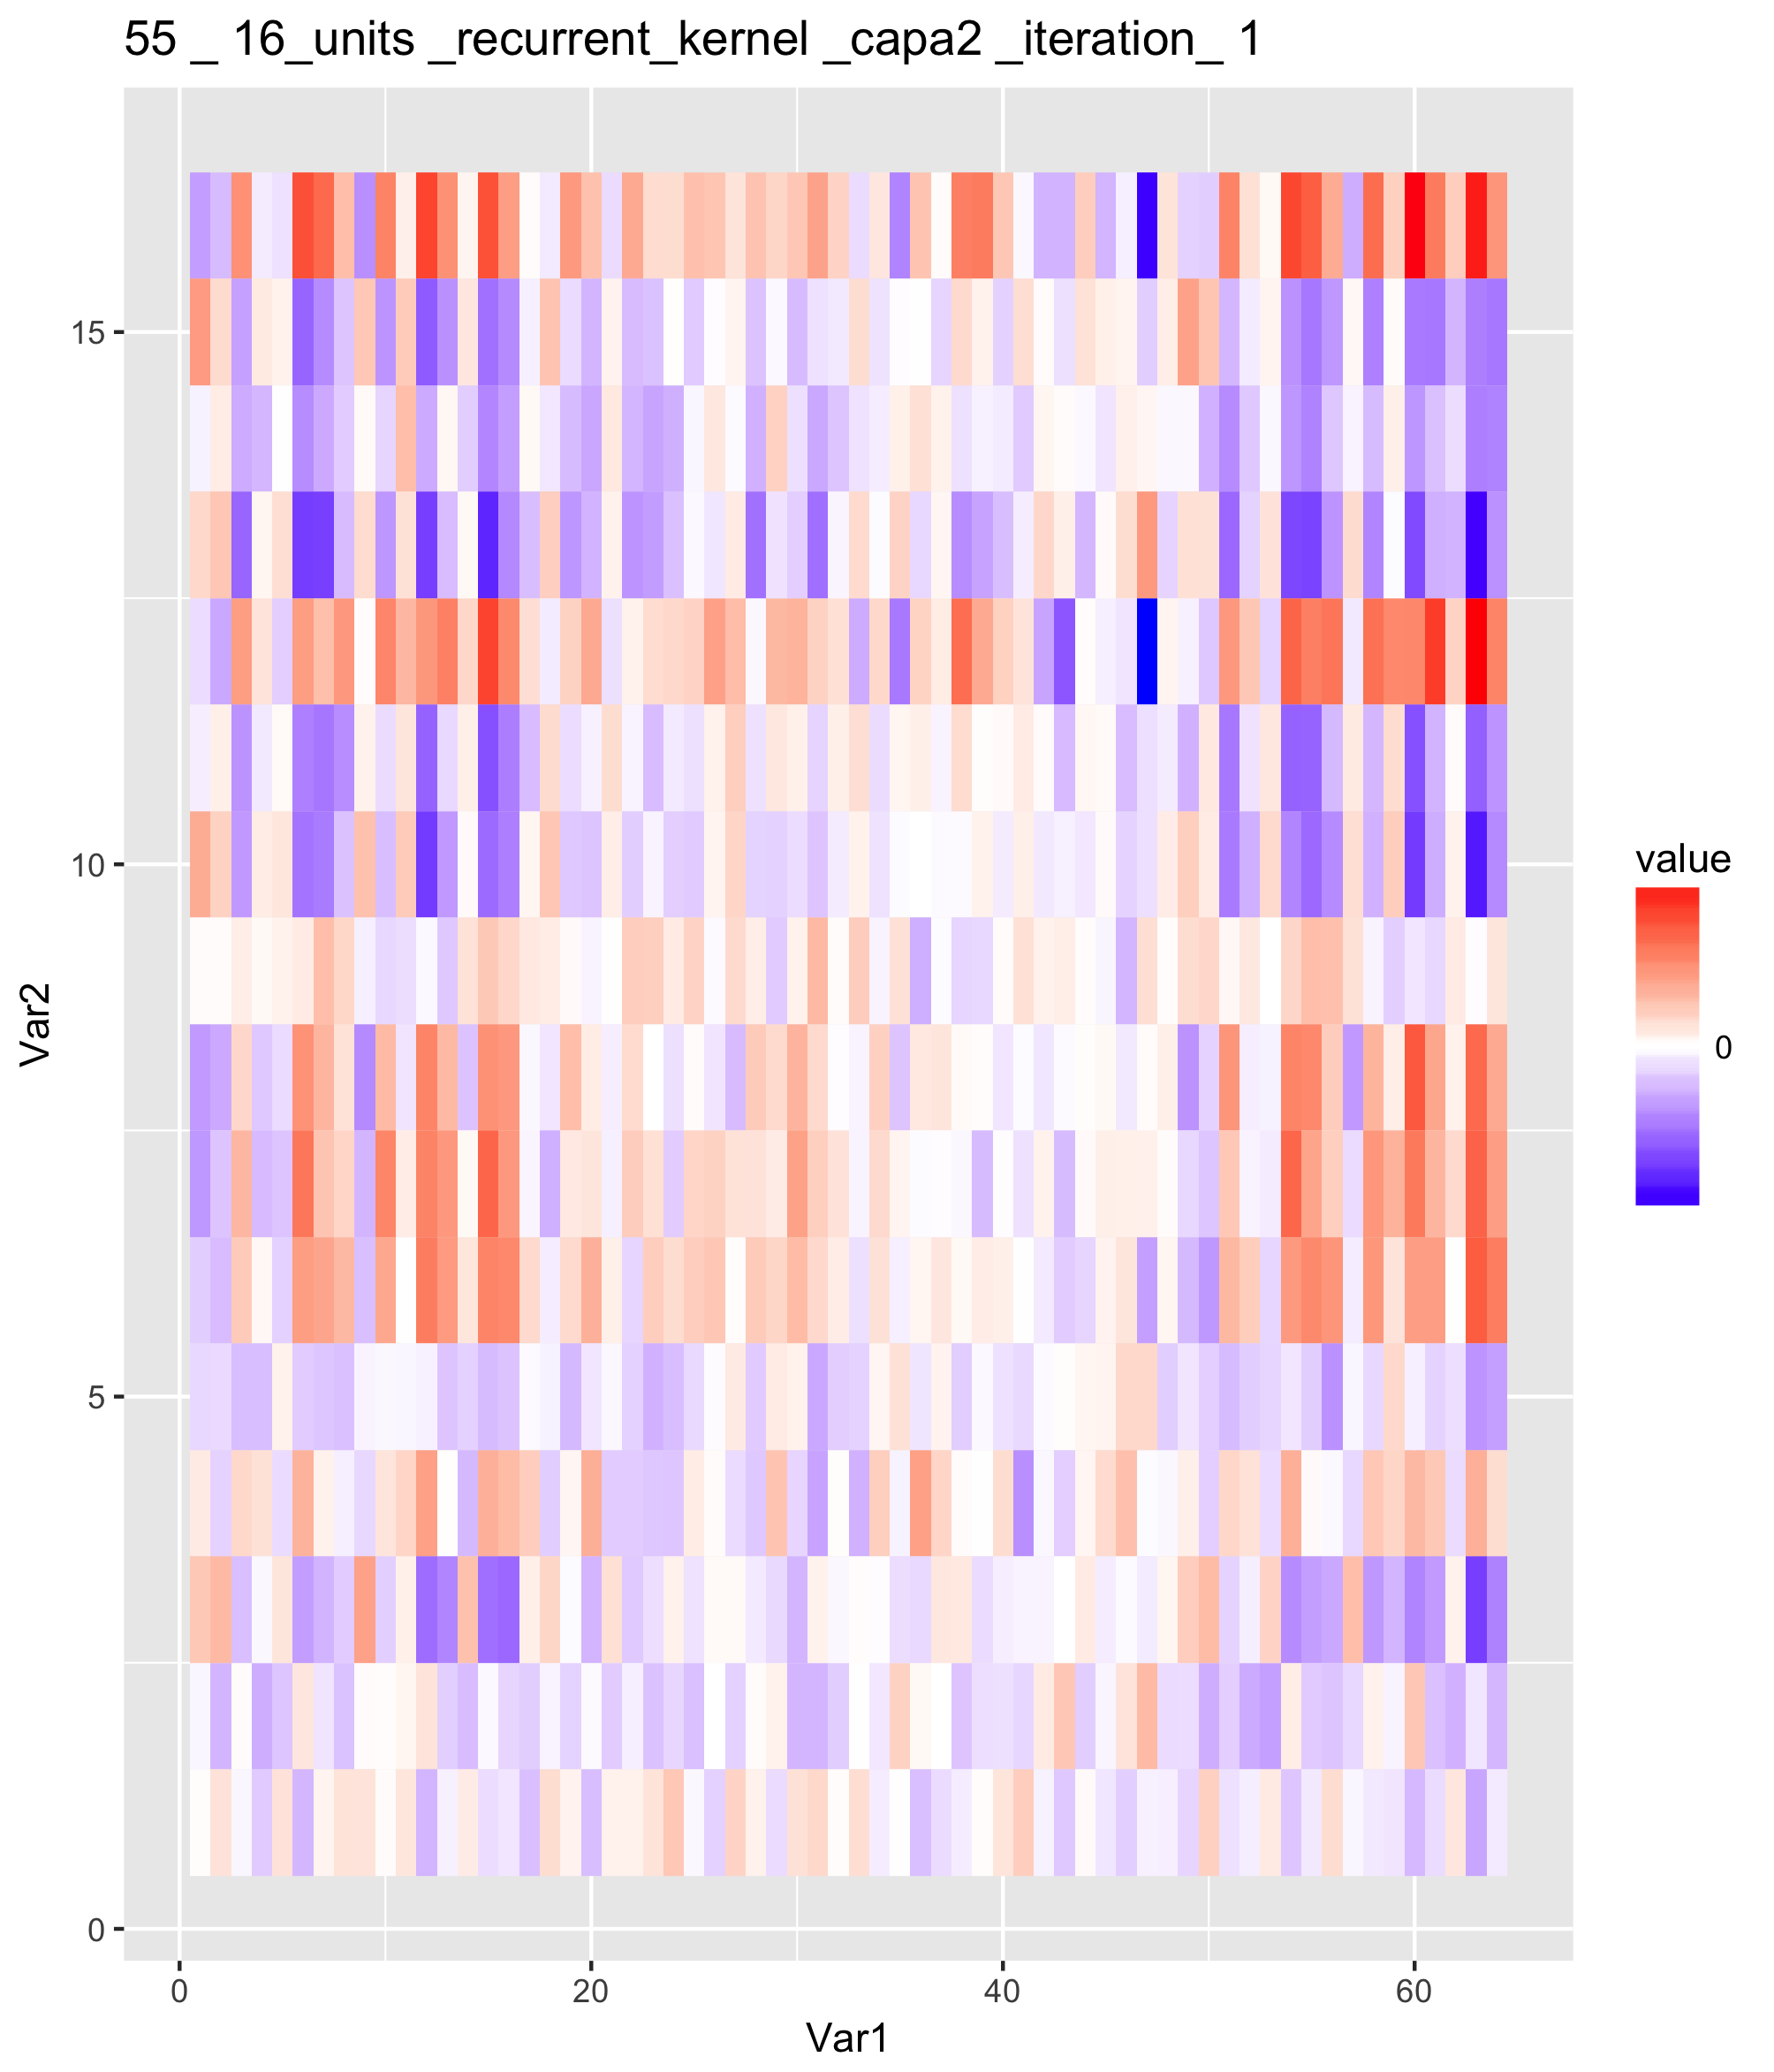 55 _ 16_units _recurrent_kernel _capa2 _iteration_ 1
15
10
5
0
0 20 40 60
Var1
Var2
value
0